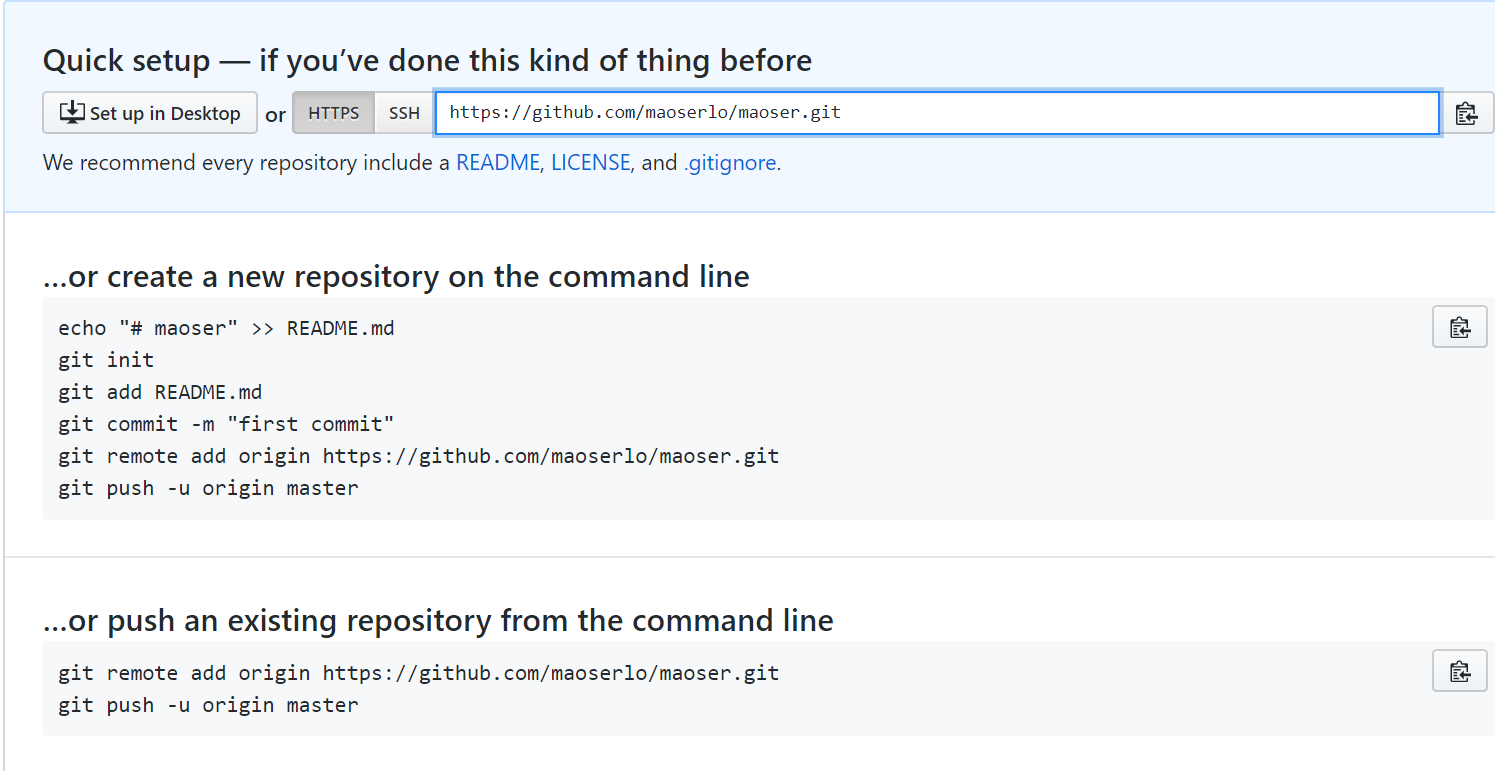 Quick setup — if you’ve done this kind of thing before
Set up in Desktop or HTTPS SSH https://github.com/maoserlo/maoser.git
We recommend every repository include a README, LICENSE, and .gitignore.
…or create a new repository on the command line
echo "# maoser" >> README.md
git init
git add README.md
git commit -m "first commit"
git remote add origin https://github.com/maoserlo/maoser.git
git push -u origin master
…or push an existing repository from the command line
git remote add origin https://github.com/maoserlo/maoser.git
git push -u origin master